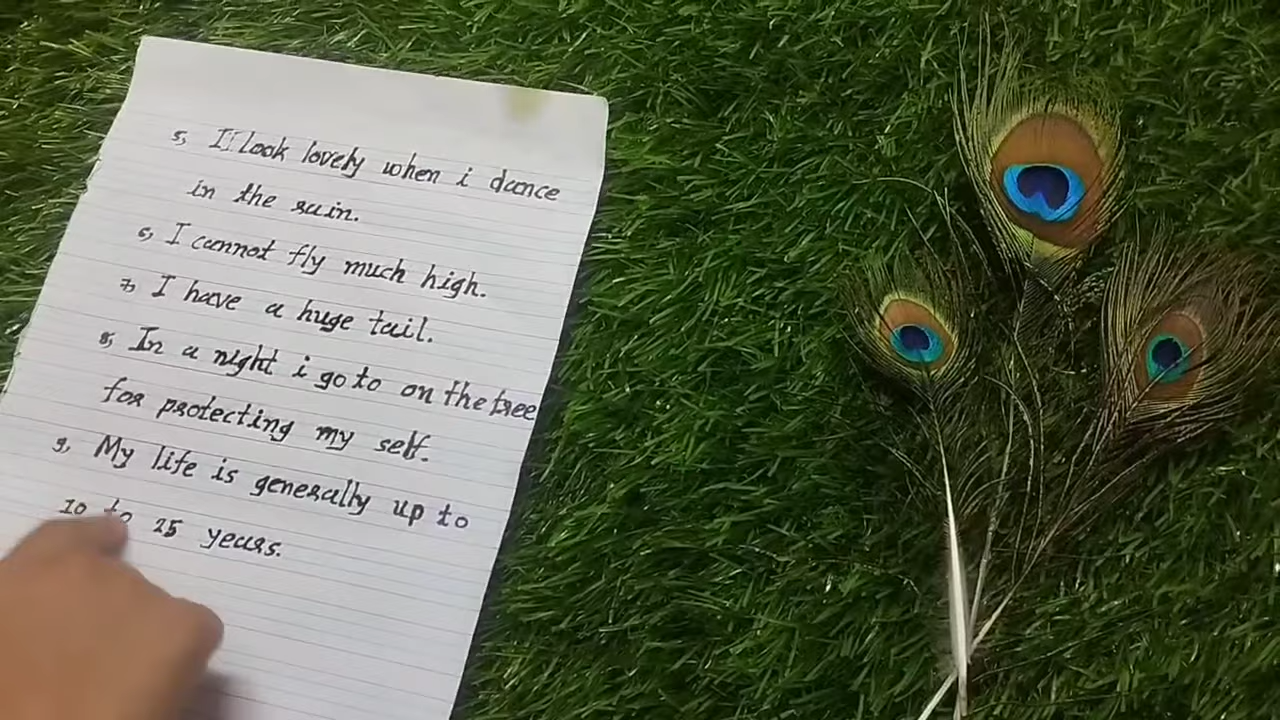 5, I look lovely when i dance
in the rain.
6, I cannot fly much high.
7, I have a huge tail.
8, In a night i go to on the tree
for protecting my self.
9, My life is generally up to
10 to 25 years.